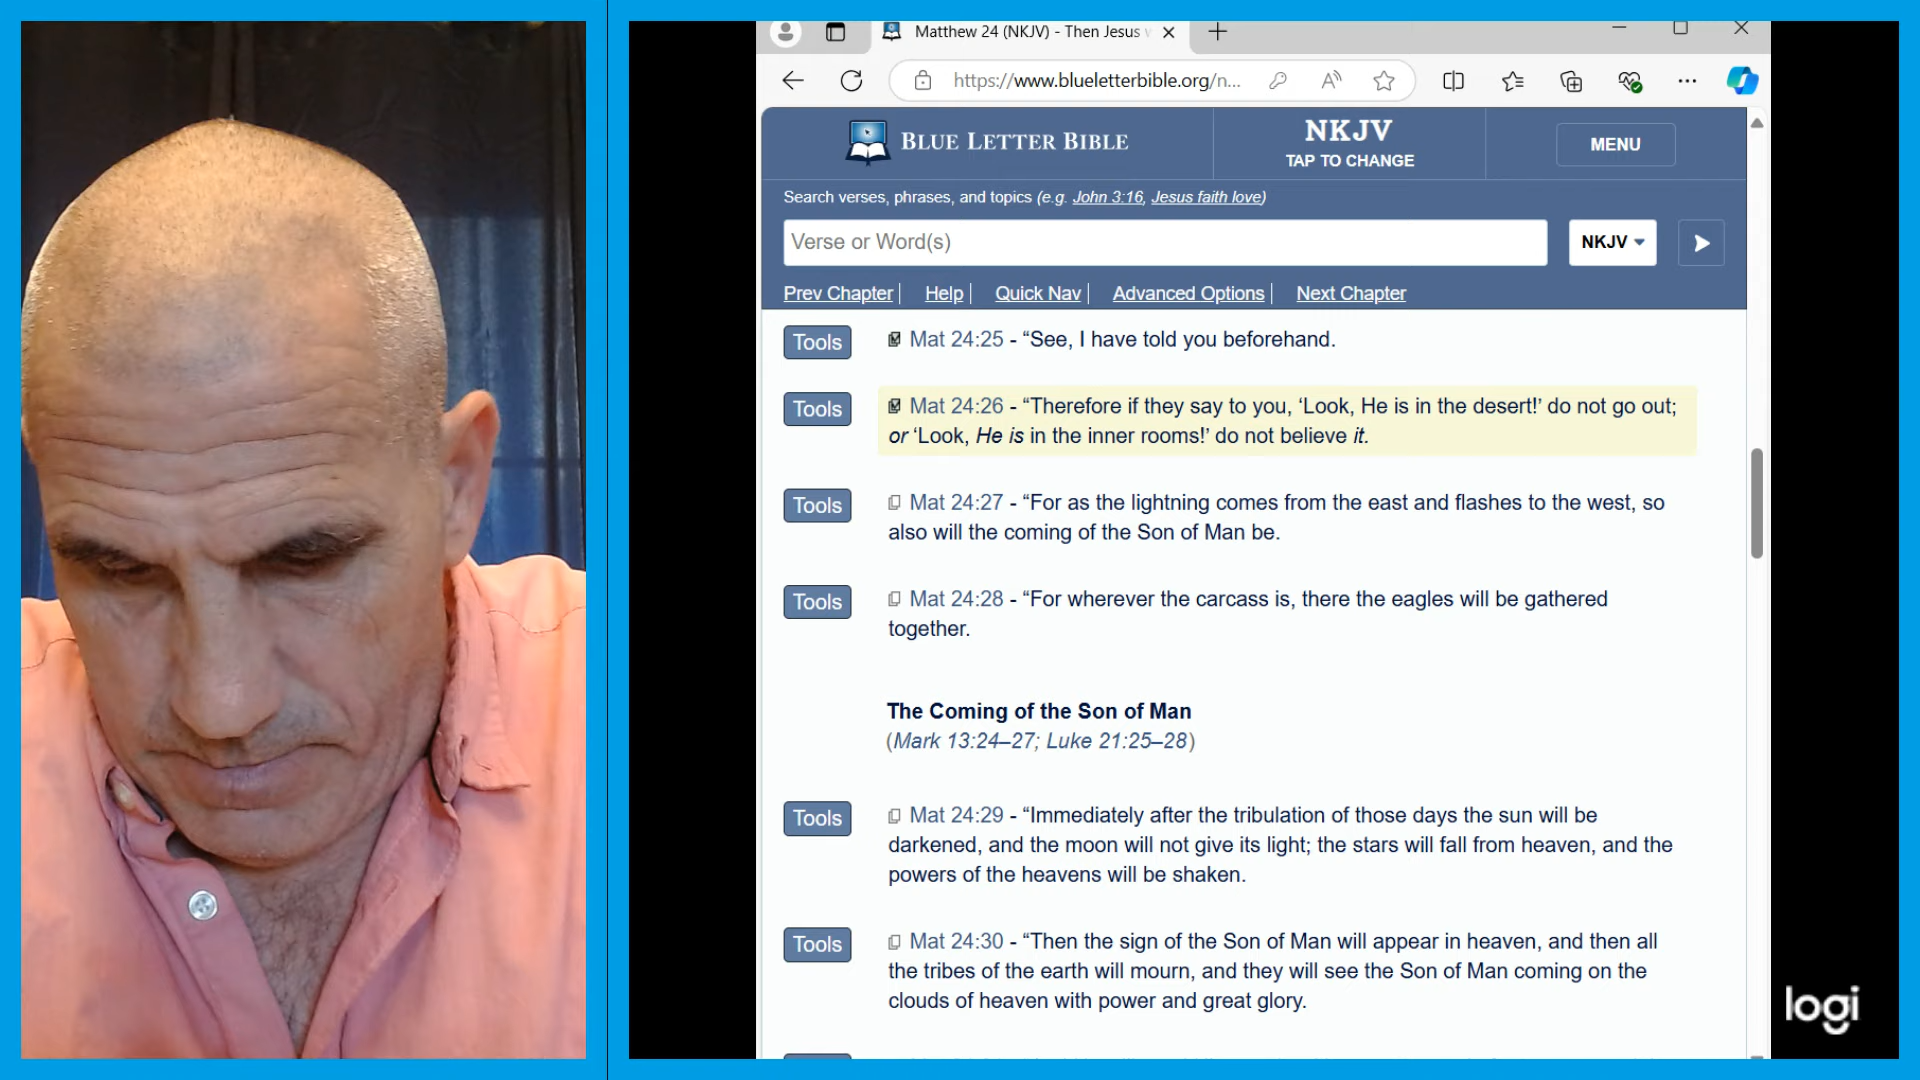 Matthew 24 (NKJV) - Then Jesus w
https://www.blueletterbible.org/n...
BLUE LETTER BIBLE
NKJV
TAP TO CHANGE
MENU
Search verses, phrases, and topics (e.g. John 3:16, Jesus faith love)
Verse or Word(s)
NKJV
Prev Chapter | Help | Quick Nav | Advanced Options | Next Chapter
Tools Mat 24:25 - “See, I have told you beforehand.
Tools Mat 24:26 - “Therefore if they say to you, ‘Look, He is in the desert!’ do not go out;
or ‘Look, He is in the inner rooms!’ do not believe it.
Tools Mat 24:27 - “For as the lightning comes from the east and flashes to the west, so
also will the coming of the Son of Man be.
Tools Mat 24:28 - “For wherever the carcass is, there the eagles will be gathered
together.
The Coming of the Son of Man
(Mark 13:24–27; Luke 21:25–28)
Tools Mat 24:29 - “Immediately after the tribulation of those days the sun will be
darkened, and the moon will not give its light; the stars will fall from heaven, and the
powers of the heavens will be shaken.
Tools Mat 24:30 - “Then the sign of the Son of Man will appear in heaven, and then all
the tribes of the earth will mourn, and they will see the Son of Man coming on the
clouds of heaven with power and great glory.
logi